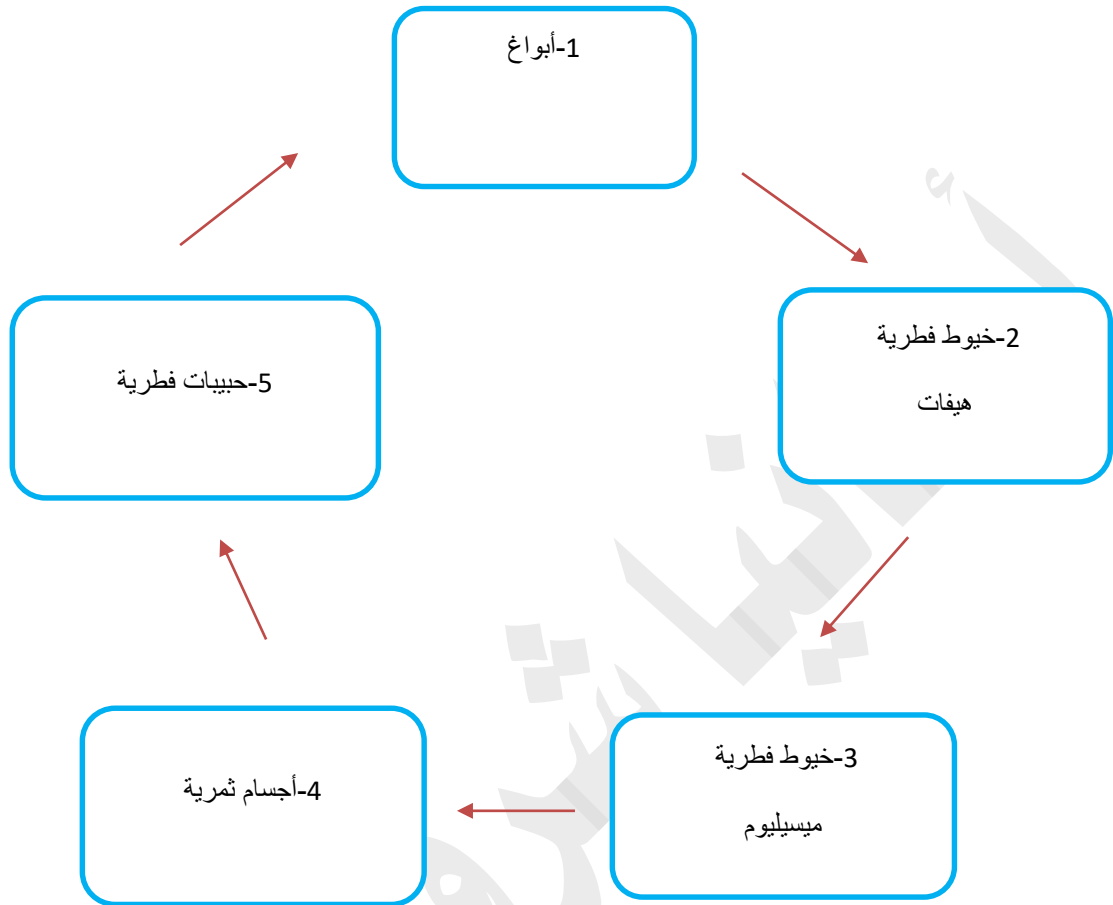 1-أبواغ
2-خيوط فطرية
هيفات
3-خيوط فطرية
ميسيليوم
4-أجسام ثمرية
5-حبيبات فطرية